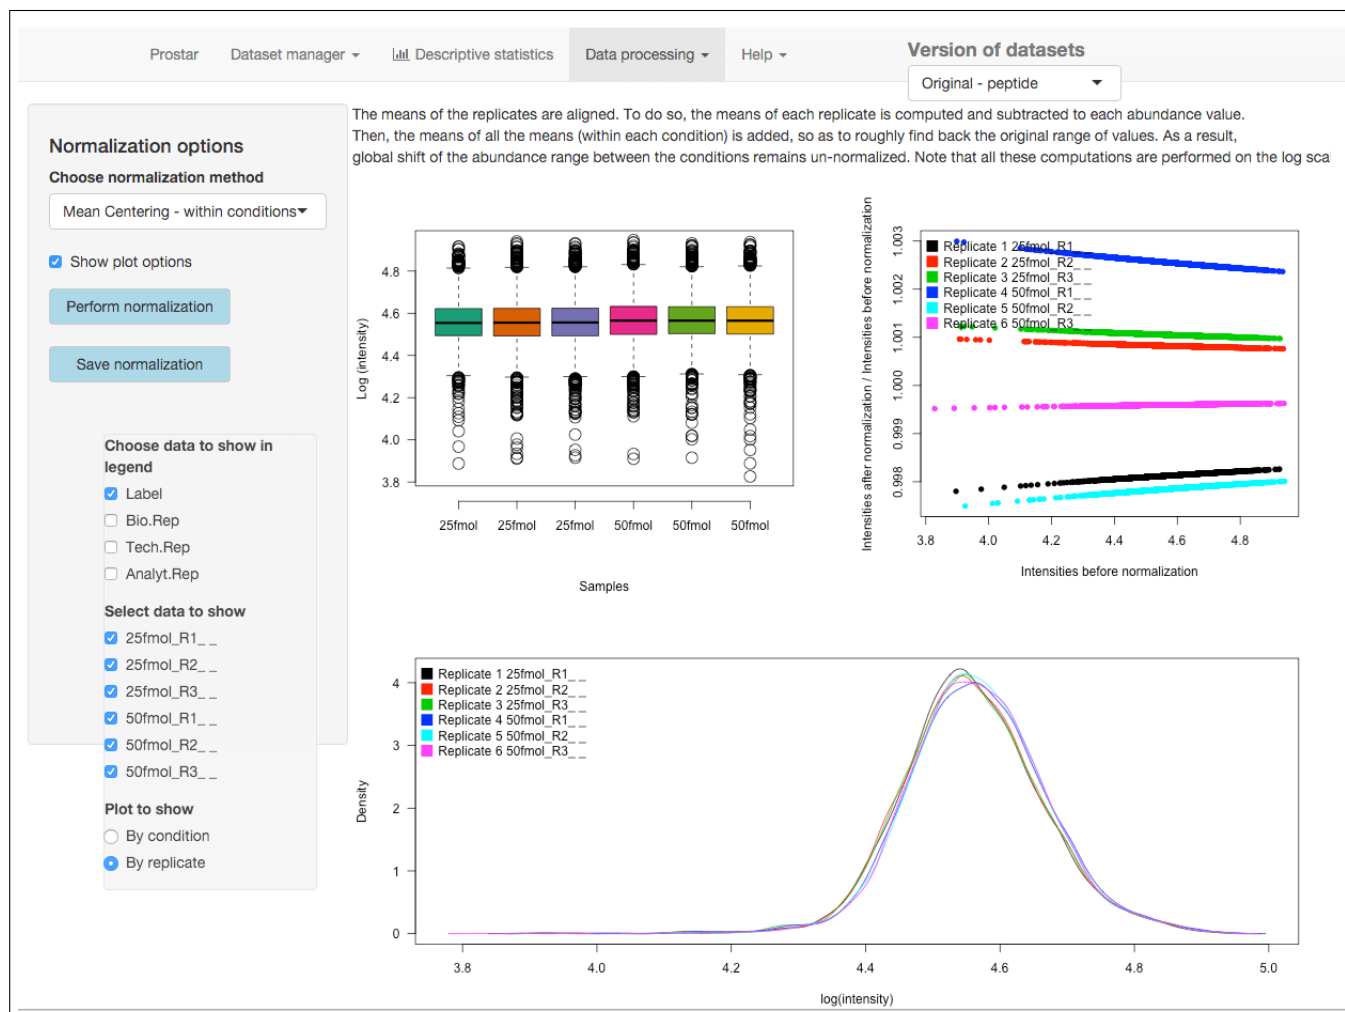 Prostar
Dataset manager
Descriptive statistics
Data processing
Help
Version of datasets
Original - peptide
Normalization options
Choose normalization method
Mean Centering - within conditions
Show plot options
Perform normalization
Save normalization
Choose data to show in
legend
Label
Bio.Rep
Tech.Rep
Analyt.Rep
Select data to show
25fmol_R1_ _
25fmol_R2_ _
25fmol_R3_ _
50fmol_R1_ _
50fmol_R2_ _
50fmol_R3_ _
Plot to show
By condition
By replicate
The means of the replicates are aligned. To do so, the means of each replicate is computed and subtracted to each abundance value.
Then, the means of all the means (within each condition) is added, so as to roughly find back the original range of values. As a result,
global shift of the abundance range between the conditions remains un-normalized. Note that all these computations are performed on the log scal
Log (intensity)
4.8
4.6
4.4
4.2
4.0
3.8
25fmol 25fmol 25fmol 50fmol 50fmol 50fmol
Samples
Intensities after normalization / Intensities before normalization
1.003
1.002
1.001
1.000
0.999
0.998
Replicate 1 25fmol_R1_ _
Replicate 2 25fmol_R2_ _
Replicate 3 25fmol_R3_ _
Replicate 4 50fmol_R1_ _
Replicate 5 50fmol_R2_ _
Replicate 6 50fmol_R3_ _
3.8 4.0 4.2 4.4 4.6 4.8
Intensities before normalization
Density
4
3
2
1
0
Replicate 1 25fmol_R1_ _
Replicate 2 25fmol_R2_ _
Replicate 3 25fmol_R3_ _
Replicate 4 50fmol_R1_ _
Replicate 5 50fmol_R2_ _
Replicate 6 50fmol_R3_ _
3.8 4.0 4.2 4.4 4.6 4.8 5.0
log(intensity)